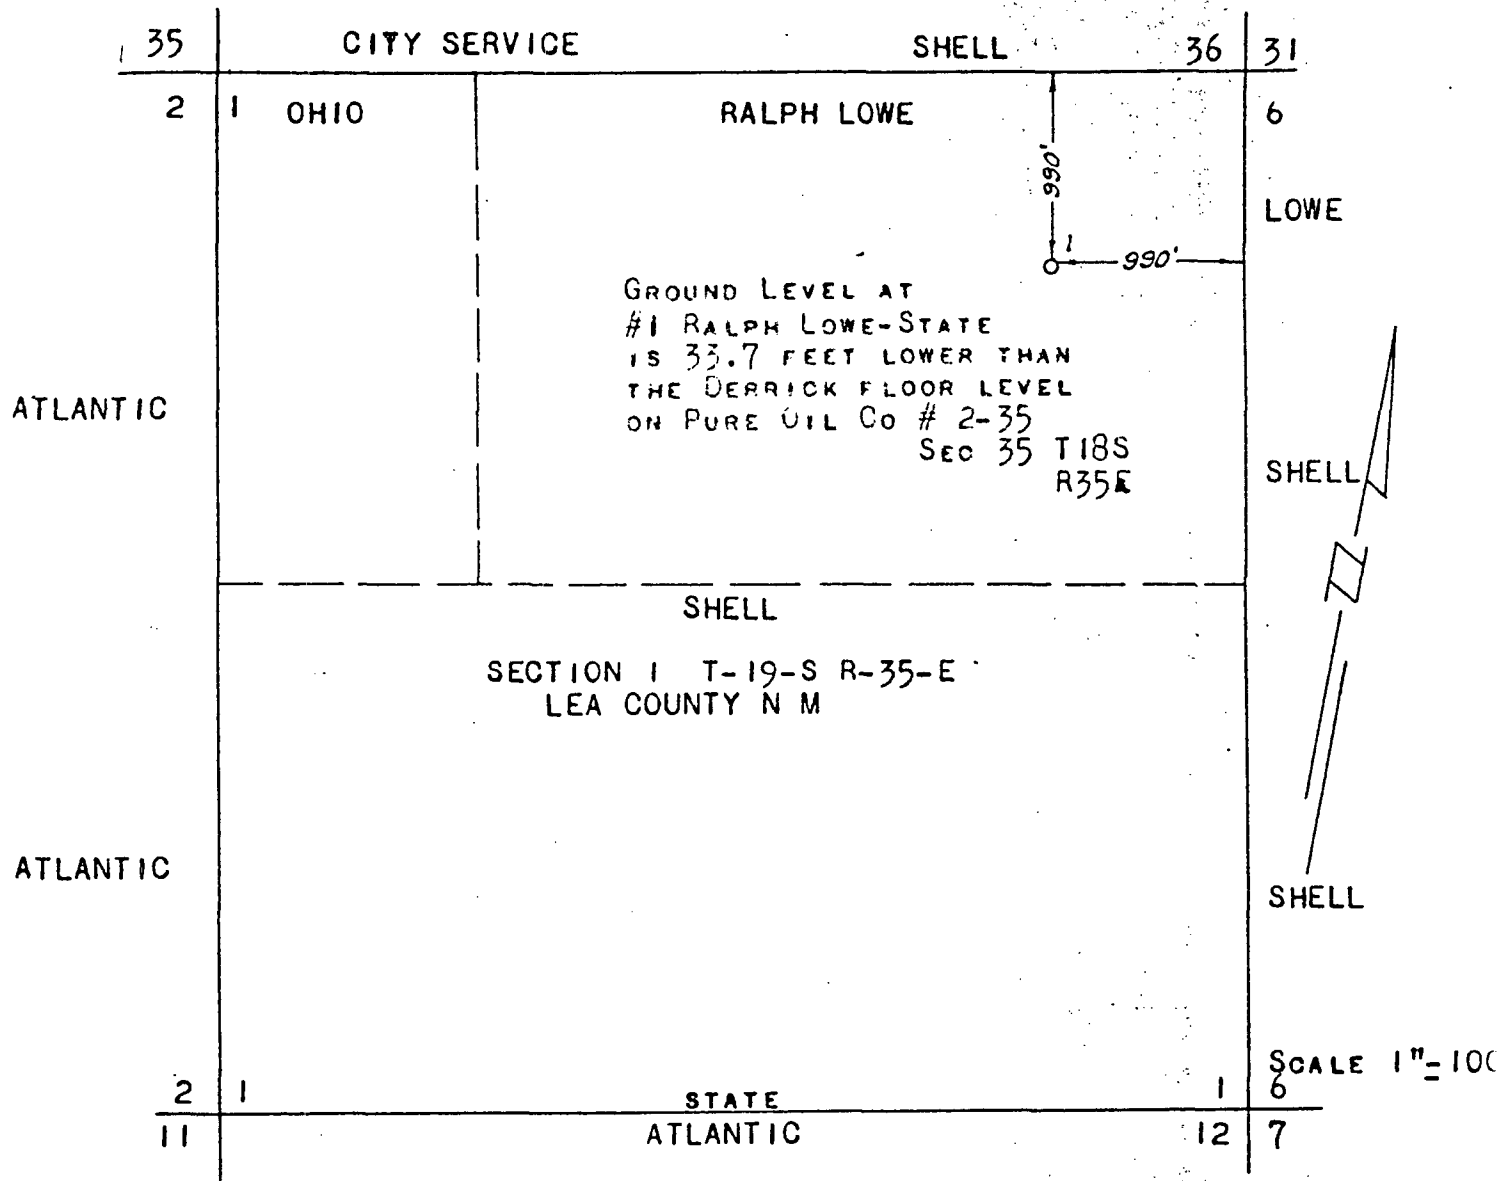 35 CITY SERVICE SHELL 36 31
2 1 OHIO RALPH LOWE 6
990'
LOWE
1
990'
GROUND LEVEL AT
#1 RALPH LOWE-STATE
IS 33.7 FEET LOWER THAN
THE DERRICK FLOOR LEVEL
ON PURE OIL CO # 2-35
SEC 35 T18S
R35E
ATLANTIC
SHELL
N
SHELL
SECTION 1 T-19-S R-35-E
LEA COUNTY N M
ATLANTIC
SHELL
SCALE 1"=100
2 1 STATE 1 6
11 ATLANTIC 12 7